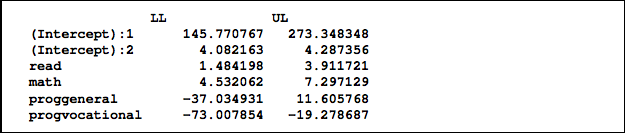 LL UL
(Intercept):1 145.770767 273.348348
(Intercept):2 4.082163 4.287356
read 1.484198 3.911721
math 4.532062 7.297129
proggeneral -37.034931 11.605768
progvocational -73.007854 -19.278687